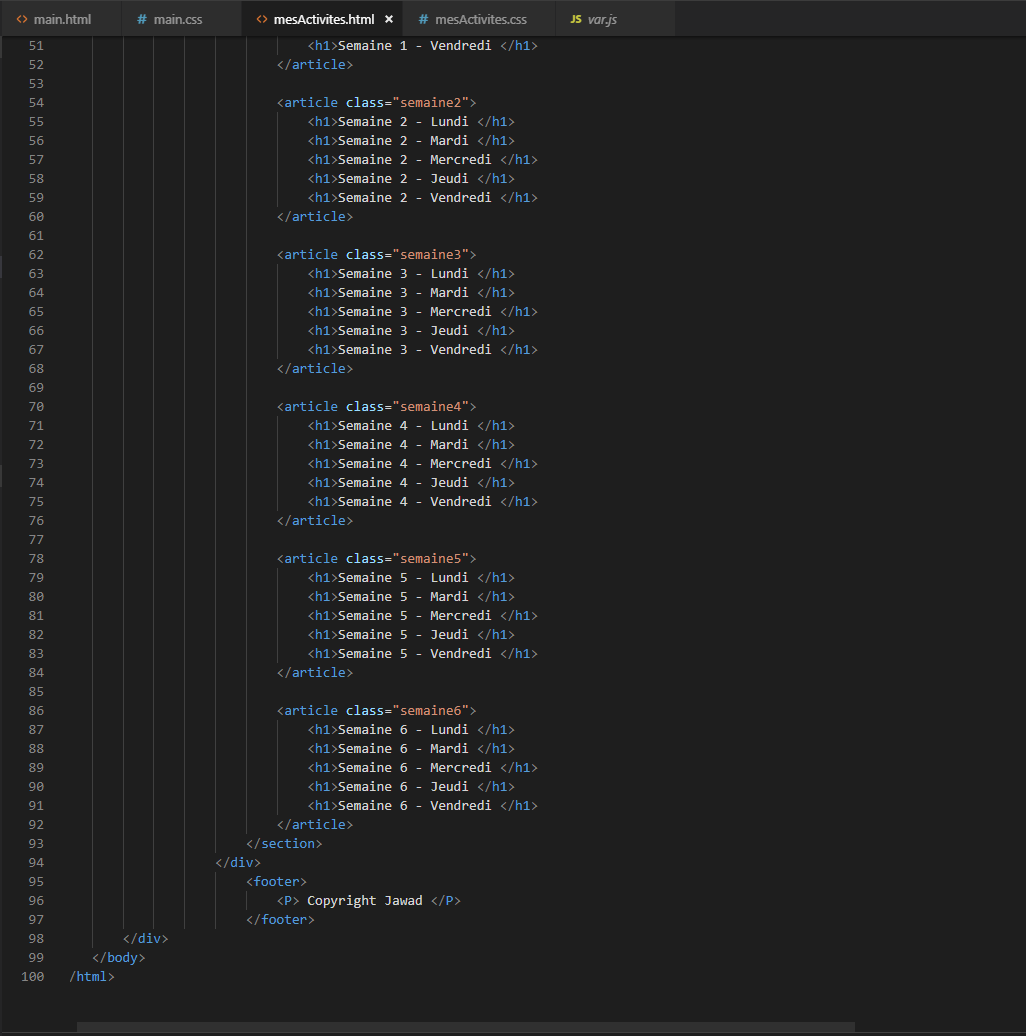 <> main.html # main.css <> mesActivites.html × # mesActivites.css JS var.js
51 <h1>Semaine 1 - Vendredi </h1>
52 </article>
53
54 <article class="semaine2">
55 <h1>Semaine 2 - Lundi </h1>
56 <h1>Semaine 2 - Mardi </h1>
57 <h1>Semaine 2 - Mercredi </h1>
58 <h1>Semaine 2 - Jeudi </h1>
59 <h1>Semaine 2 - Vendredi </h1>
60 </article>
61
62 <article class="semaine3">
63 <h1>Semaine 3 - Lundi </h1>
64 <h1>Semaine 3 - Mardi </h1>
65 <h1>Semaine 3 - Mercredi </h1>
66 <h1>Semaine 3 - Jeudi </h1>
67 <h1>Semaine 3 - Vendredi </h1>
68 </article>
69
70 <article class="semaine4">
71 <h1>Semaine 4 - Lundi </h1>
72 <h1>Semaine 4 - Mardi </h1>
73 <h1>Semaine 4 - Mercredi </h1>
74 <h1>Semaine 4 - Jeudi </h1>
75 <h1>Semaine 4 - Vendredi </h1>
76 </article>
77
78 <article class="semaine5">
79 <h1>Semaine 5 - Lundi </h1>
80 <h1>Semaine 5 - Mardi </h1>
81 <h1>Semaine 5 - Mercredi </h1>
82 <h1>Semaine 5 - Jeudi </h1>
83 <h1>Semaine 5 - Vendredi </h1>
84 </article>
85
86 <article class="semaine6">
87 <h1>Semaine 6 - Lundi </h1>
88 <h1>Semaine 6 - Mardi </h1>
89 <h1>Semaine 6 - Mercredi </h1>
90 <h1>Semaine 6 - Jeudi </h1>
91 <h1>Semaine 6 - Vendredi </h1>
92 </article>
93 </section>
94 </div>
95 <footer>
96 <P> Copyright Jawad </P>
97 </footer>
98 </div>
99 </body>
100 /html>